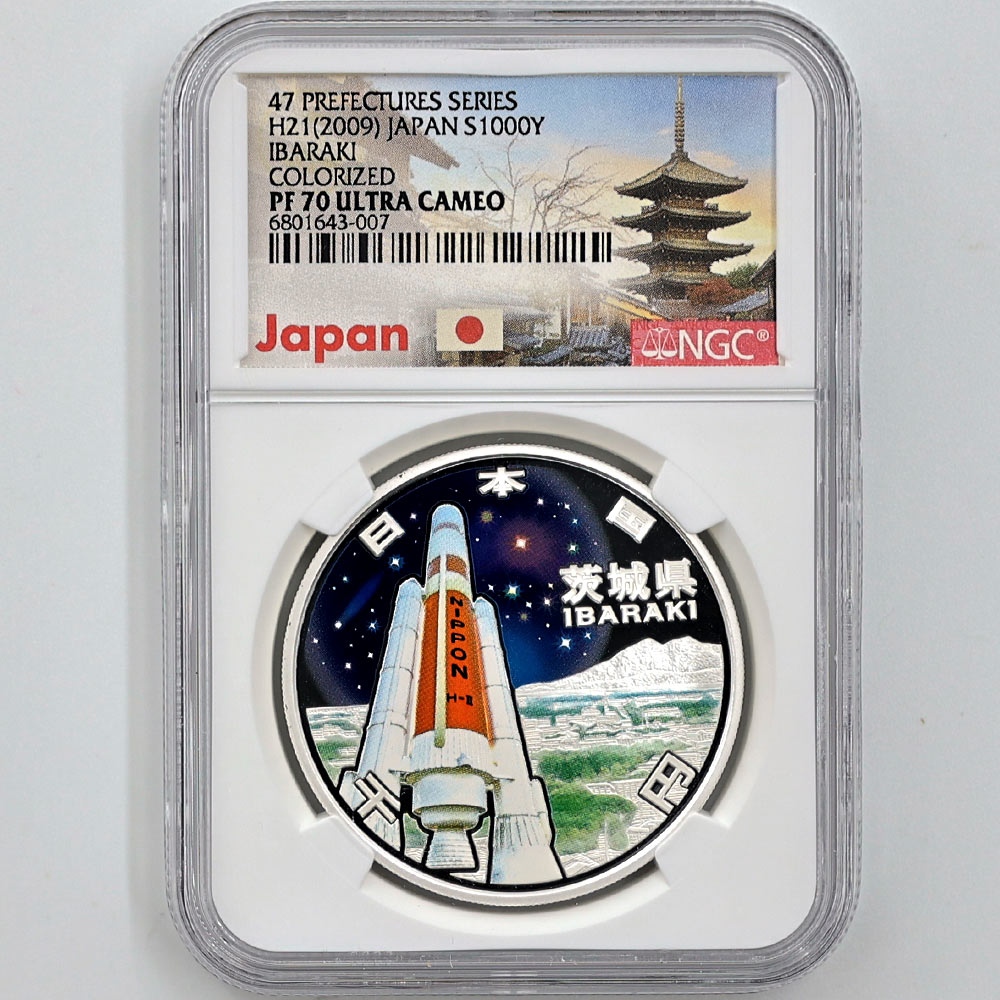 47 PREFECTURES SERIES
H21(2009) JAPAN S1000Y
IBARAKI
COLORIZED
PF 70 ULTRA CAMEO
6801643-007
Japan
NGC®
日本国
茨城県
IBARAKI
NIPPON
H-II
千円